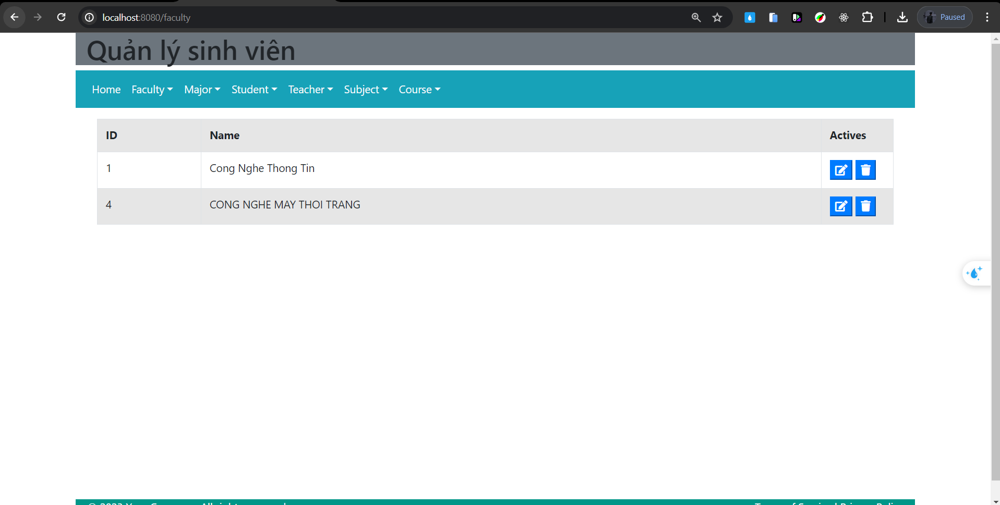 localhost:8080/faculty
Paused
Quản lý sinh viên
Home Faculty Major Student Teacher Subject Course
ID Name Actives
1 Cong Nghe Thong Tin
4 CONG NGHE MAY THOI TRANG